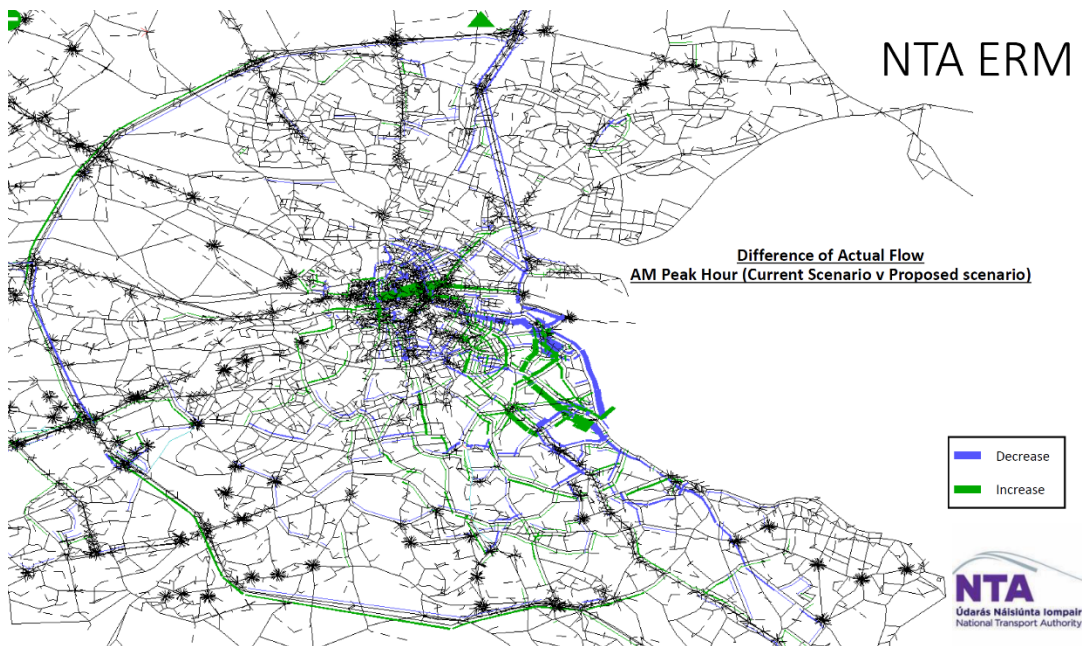 NTA ERM
Difference of Actual Flow
AM Peak Hour (Current Scenario v Proposed scenario)
Decrease
Increase
NTA
Údarás Náisiúnta Iompair
National Transport Authority